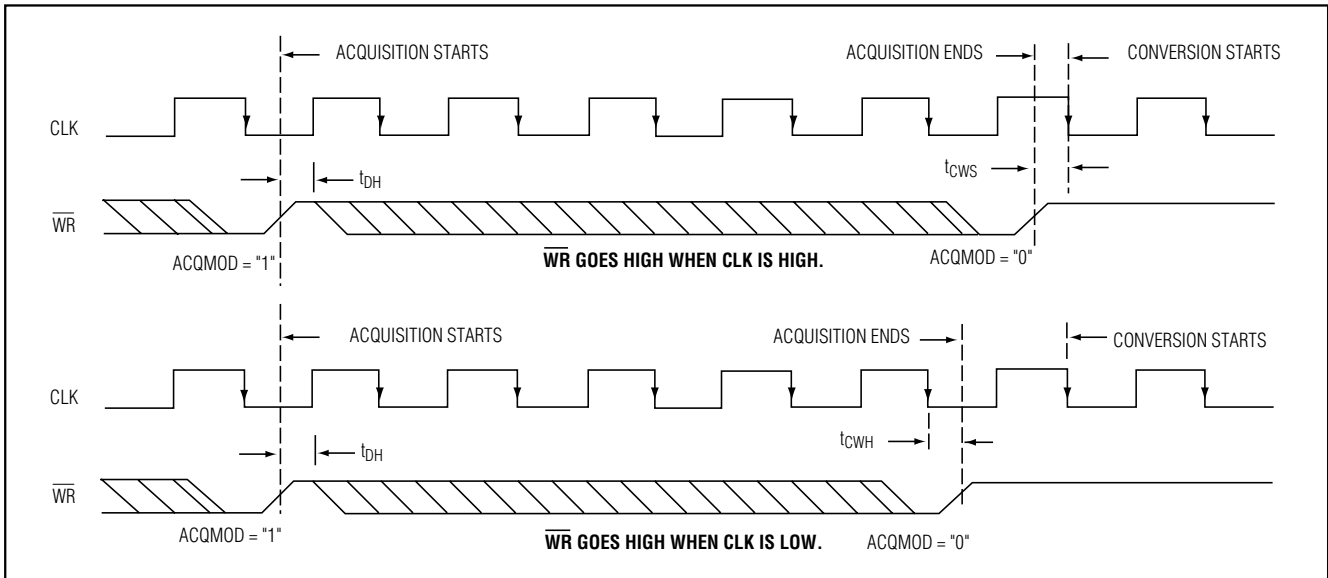 ACQUISITION STARTS
ACQUISITION ENDS
CONVERSION STARTS
CLK
tDH
tCWS
WR
ACQMOD = "1"
WR GOES HIGH WHEN CLK IS HIGH.
ACQMOD = "0"
ACQUISITION STARTS
ACQUISITION ENDS
CONVERSION STARTS
CLK
tDH
tCWH
WR
ACQMOD = "1"
WR GOES HIGH WHEN CLK IS LOW.
ACQMOD = "0"